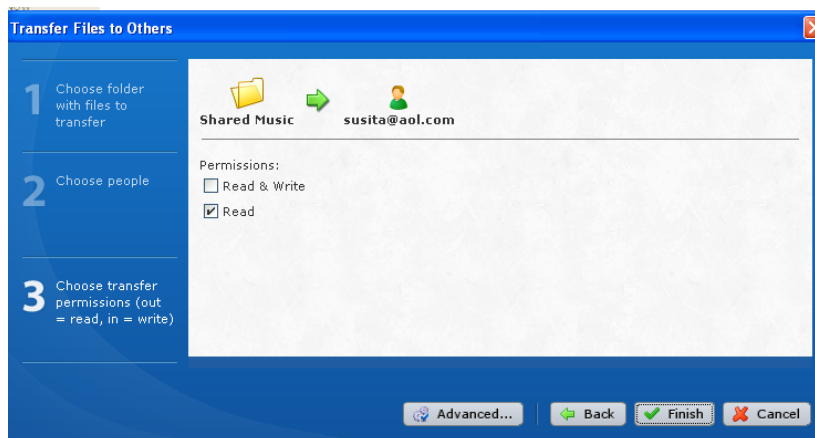 Transfer Files to Others
1
Choose folder
with files to
transfer
2
Choose people
3
Choose transfer
permissions (out
= read, in = write)
Shared Music
susita@aol.com
Permissions:
Read & Write
Read
Advanced...
Back
Finish
Cancel